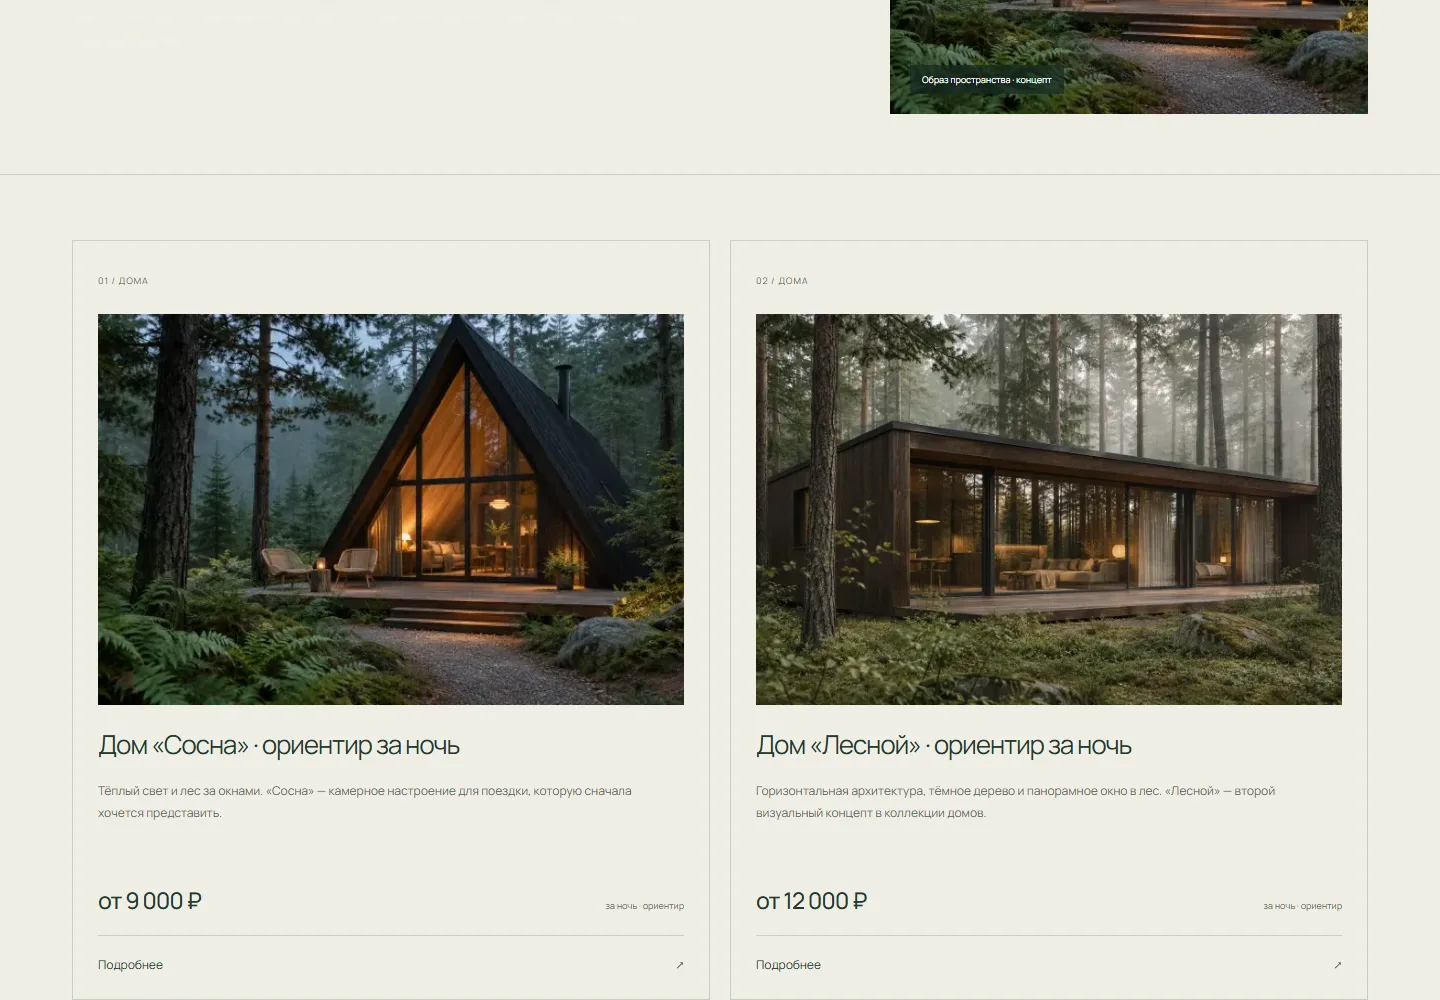 Образ пространства · концепт
01 / ДОМА
Дом «Сосна» · ориентир за ночь
Тёплый свет и лес за окнами. «Сосна» — камерное настроение для поездки, которую сначала
хочется представить.
от 9 000 ₽
за ночь · ориентир
Подробнее ↗
02 / ДОМА
Дом «Лесной» · ориентир за ночь
Горизонтальная архитектура, тёмное дерево и панорамное окно в лес. «Лесной» — второй
визуальный концепт в коллекции домов.
от 12 000 ₽
за ночь · ориентир
Подробнее ↗